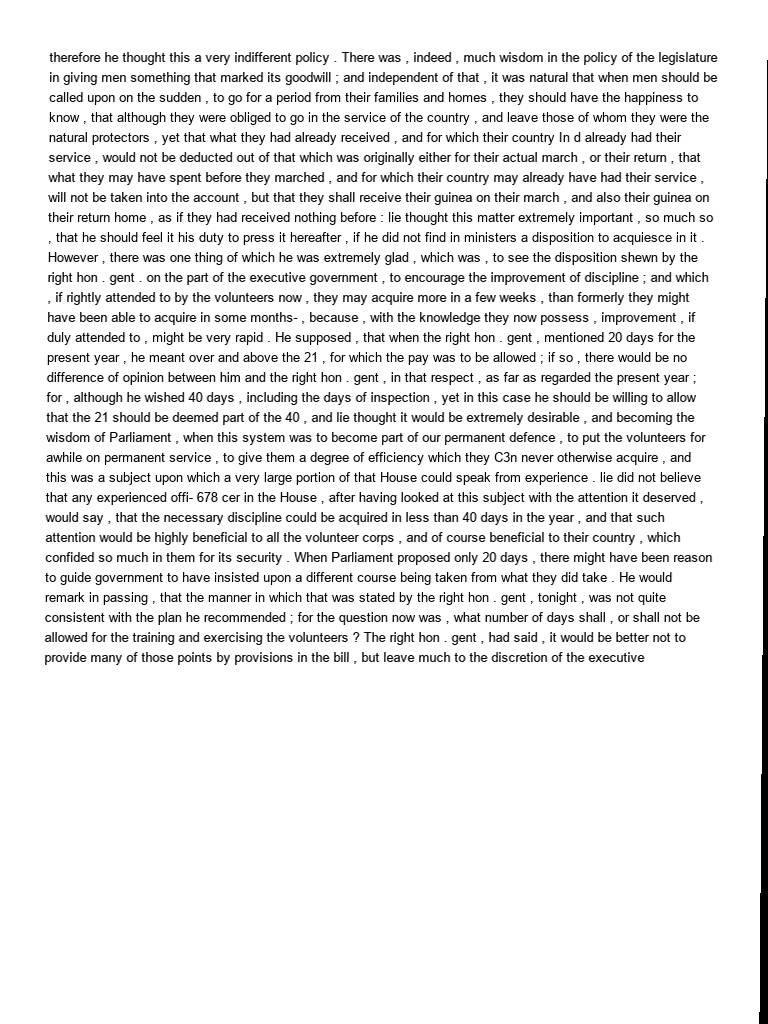 therefore he thought this a very indifferent policy . There was , indeed , much wisdom in the policy of the legislature
in giving men something that marked its goodwill ; and independent of that , it was natural that when men should be
called upon on the sudden , to go for a period from their families and homes , they should have the happiness to
know , that although they were obliged to go in the service of the country , and leave those of whom they were the
natural protectors , yet that what they had already received , and for which their country In d already had their
service , would not be deducted out of that which was originally either for their actual march , or their return , that
what they may have spent before they marched , and for which their country may already have had their service ,
will not be taken into the account , but that they shall receive their guinea on their march , and also their guinea on
their return home , as if they had received nothing before : lie thought this matter extremely important , so much so
, that he should feel it his duty to press it hereafter , if he did not find in ministers a disposition to acquiesce in it .
However , there was one thing of which he was extremely glad , which was , to see the disposition shewn by the
right hon . gent . on the part of the executive government , to encourage the improvement of discipline ; and which
, if rightly attended to by the volunteers now , they may acquire more in a few weeks , than formerly they might
have been able to acquire in some months- , because , with the knowledge they now possess , improvement , if
duly attended to , might be very rapid . He supposed , that when the right hon . gent , mentioned 20 days for the
present year , he meant over and above the 21 , for which the pay was to be allowed ; if so , there would be no
difference of opinion between him and the right hon . gent , in that respect , as far as regarded the present year ;
for , although he wished 40 days , including the days of inspection , yet in this case he should be willing to allow
that the 21 should be deemed part of the 40 , and lie thought it would be extremely desirable , and becoming the
wisdom of Parliament , when this system was to become part of our permanent defence , to put the volunteers for
awhile on permanent service , to give them a degree of efficiency which they C3n never otherwise acquire , and
this was a subject upon which a very large portion of that House could speak from experience . lie did not believe
that any experienced offi- 678 cer in the House , after having looked at this subject with the attention it deserved ,
would say , that the necessary discipline could be acquired in less than 40 days in the year , and that such
attention would be highly beneficial to all the volunteer corps , and of course beneficial to their country , which
confided so much in them for its security . When Parliament proposed only 20 days , there might have been reason
to guide government to have insisted upon a different course being taken from what they did take . He would
remark in passing , that the manner in which that was stated by the right hon . gent , tonight , was not quite
consistent with the plan he recommended ; for the question now was , what number of days shall , or shall not be
allowed for the training and exercising the volunteers ? The right hon . gent , had said , it would be better not to
provide many of those points by provisions in the bill , but leave much to the discretion of the executive